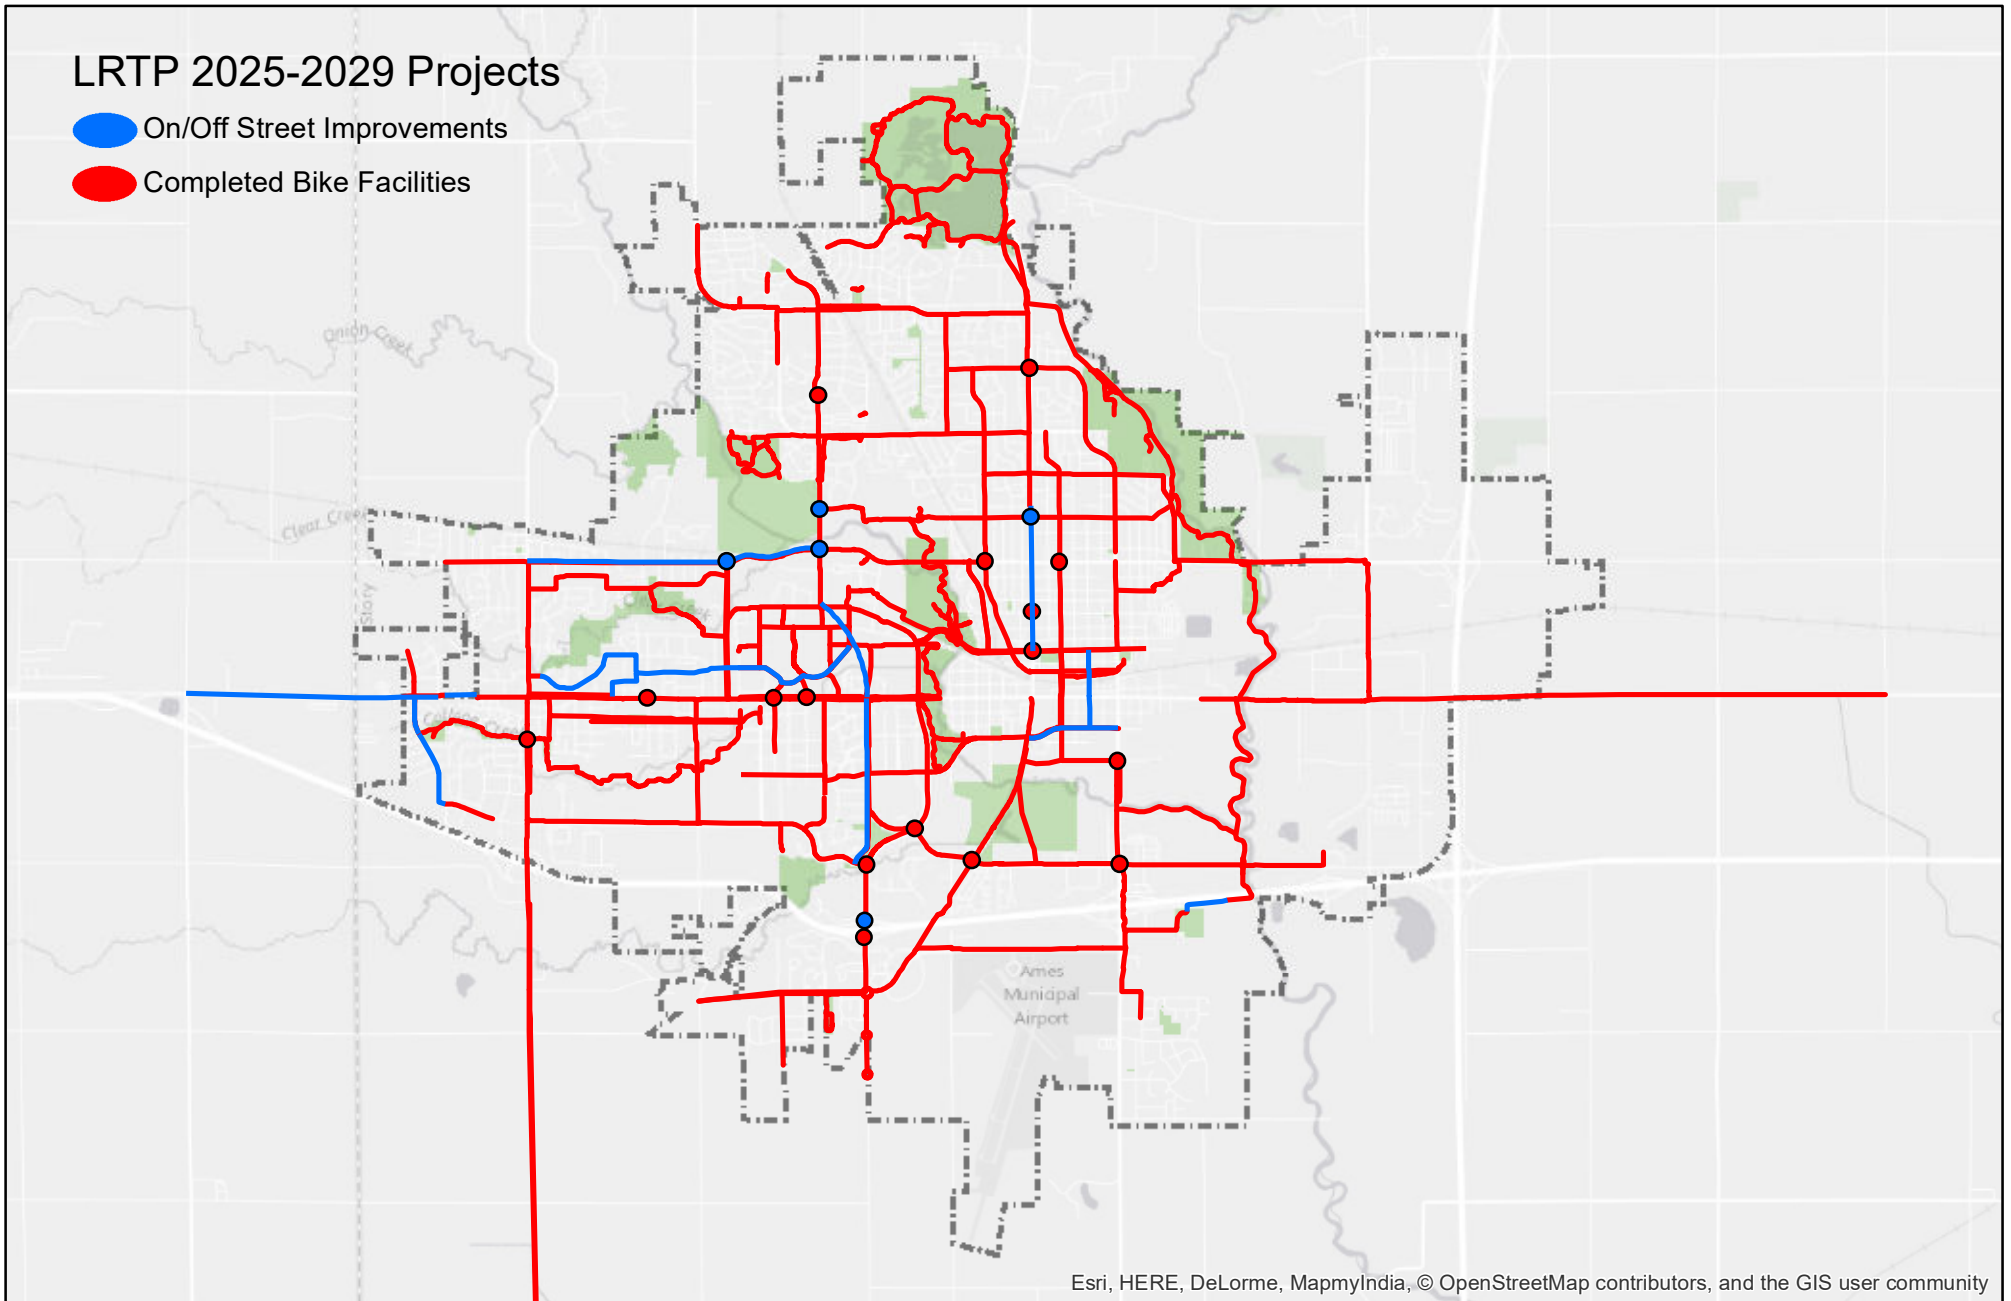 LRTP 2025-2029 Projects
On/Off Street Improvements
Completed Bike Facilities
Onion Creek
Clear Creek
Story
Ames
Municipal
Airport
Esri, HERE, DeLorme, MapmyIndia, © OpenStreetMap contributors, and the GIS user community